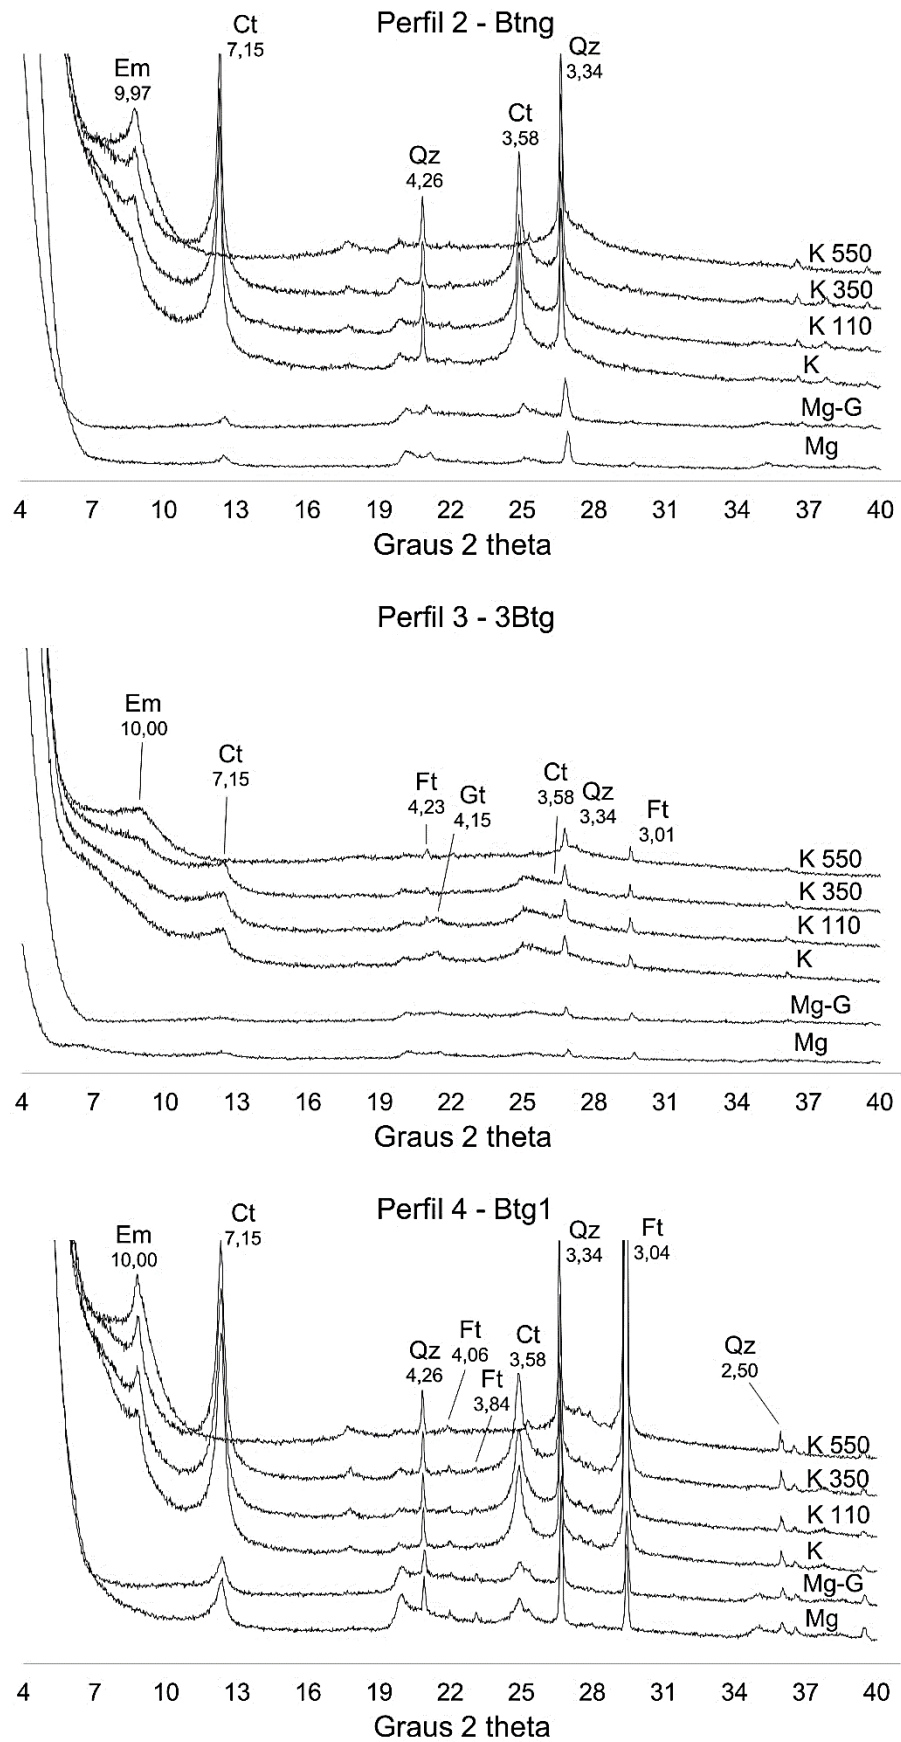 Perfil 2 - Btng
Ct
7,15
Qz
3,34
Em
9,97
Ct
3,58
Qz
4,26
K 550
K 350
K 110
K
Mg-G
Mg
4 7 10 13 16 19 22 25 28 31 34 37 40
Graus 2 theta
Perfil 3 - 3Btg
Em
10,00
Ct
7,15
Ft
4,23
Gt
4,15
Ct
3,58
Qz
3,34
Ft
3,01
K 550
K 350
K 110
K
Mg-G
Mg
4 7 10 13 16 19 22 25 28 31 34 37 40
Graus 2 theta
Perfil 4 - Btg1
Em
10,00
Ct
7,15
Qz
3,34
Ft
3,04
Qz
4,26
Ft
4,06
Ft
3,84
Ct
3,58
Qz
2,50
K 550
K 350
K 110
K
Mg-G
Mg
4 7 10 13 16 19 22 25 28 31 34 37 40
Graus 2 theta